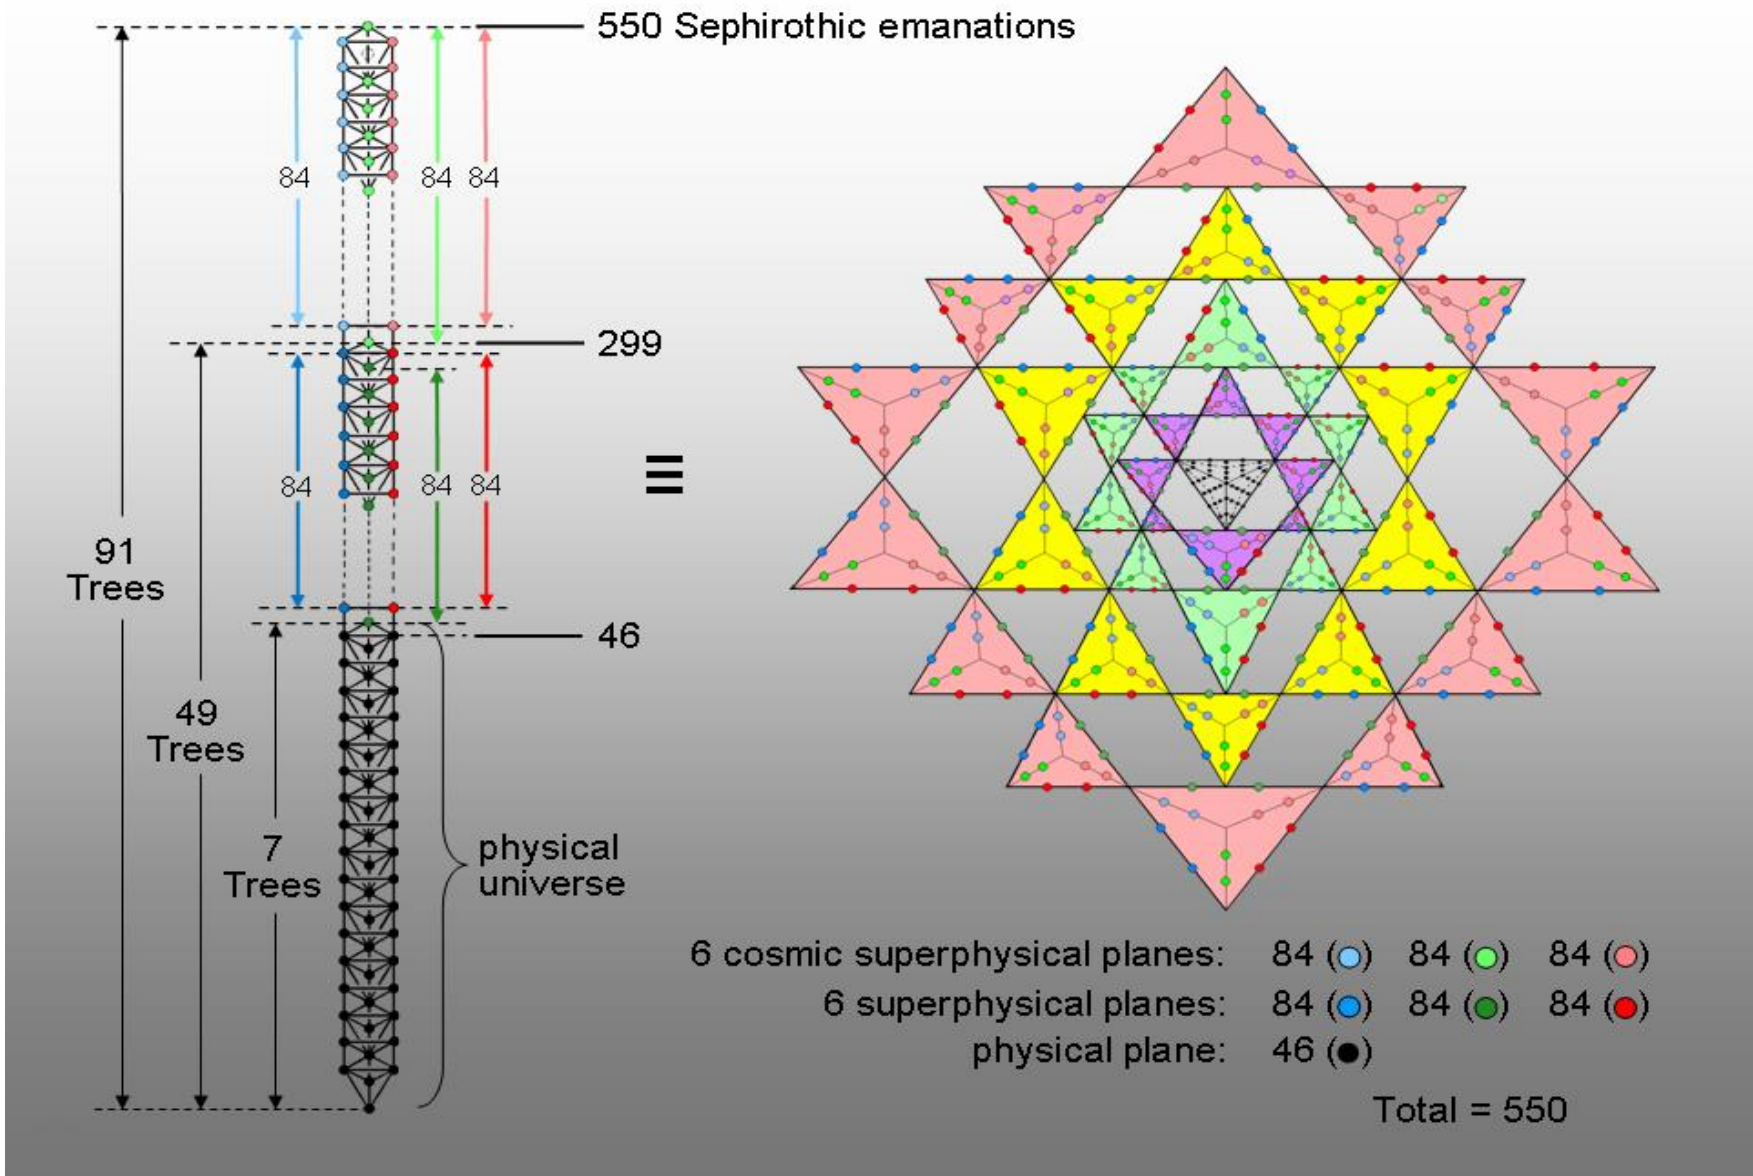 550 Sephirothic emanations
84
84
84
299
84
84
84
≡
91
Trees
46
49
Trees
7
Trees
physical
universe
6 cosmic superphysical planes: 84 ( ) 84 ( ) 84 ( )
6 superphysical planes: 84 ( ) 84 ( ) 84 ( )
physical plane: 46 ( )
Total = 550